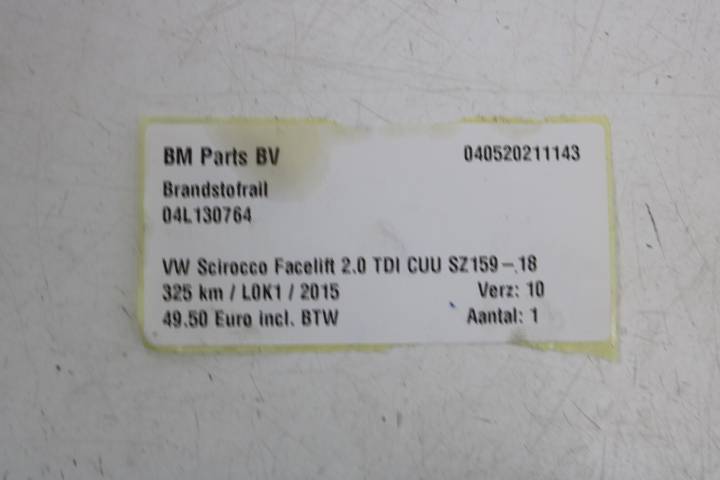 BM Parts BV 040520211143
Brandstofrail
04L130764
VW Scirocco Facelift 2.0 TDI CUU SZ159-.18
325 km / L0K1 / 2015 Verz: 10
49.50 Euro incl. BTW Aantal: 1